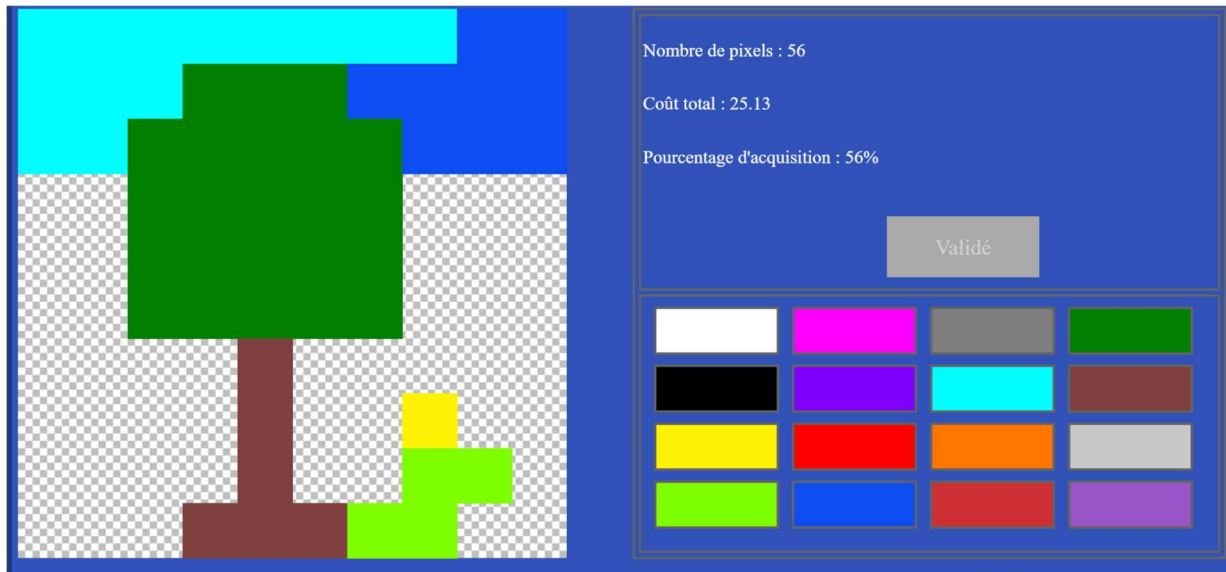 Nombre de pixels : 56
Coût total : 25.13
Pourcentage d'acquisition : 56%
Validé